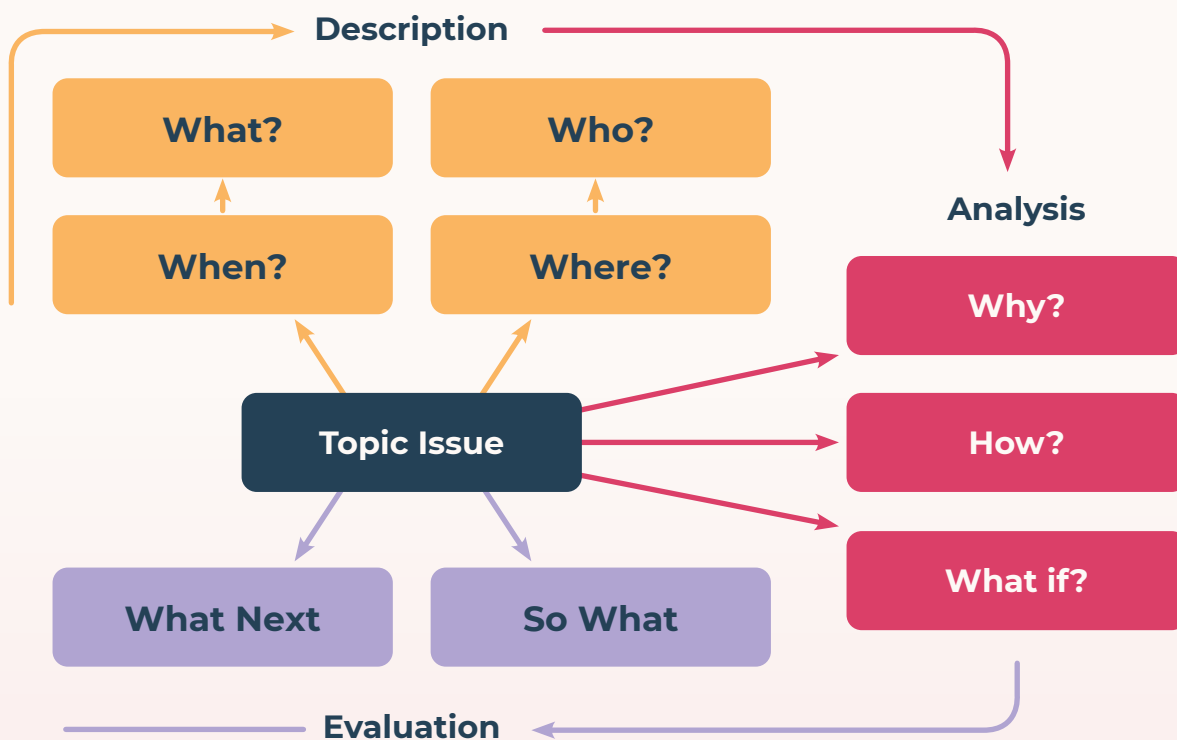 Description
What?
Who?
When?
Where?
Analysis
Why?
How?
What if?
Topic Issue
What Next
So What
Evaluation